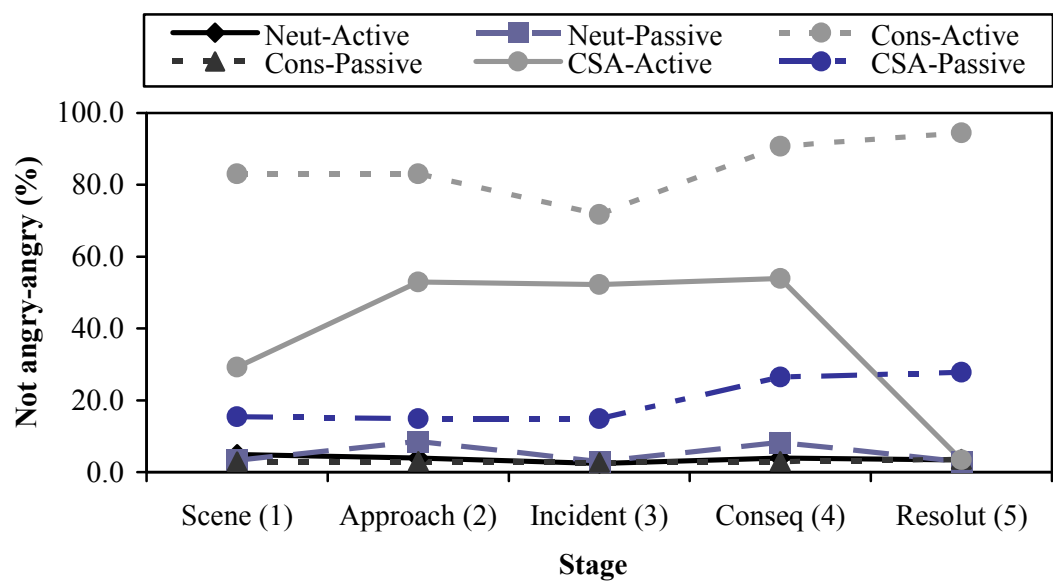 Neut-Active Neut-Passive Cons-Active
Cons-Passive CSA-Active CSA-Passive
Not angry-angry (%)
100.0
80.0
60.0
40.0
20.0
0.0
Scene (1) Approach (2) Incident (3) Conseq (4) Resolut (5)
Stage